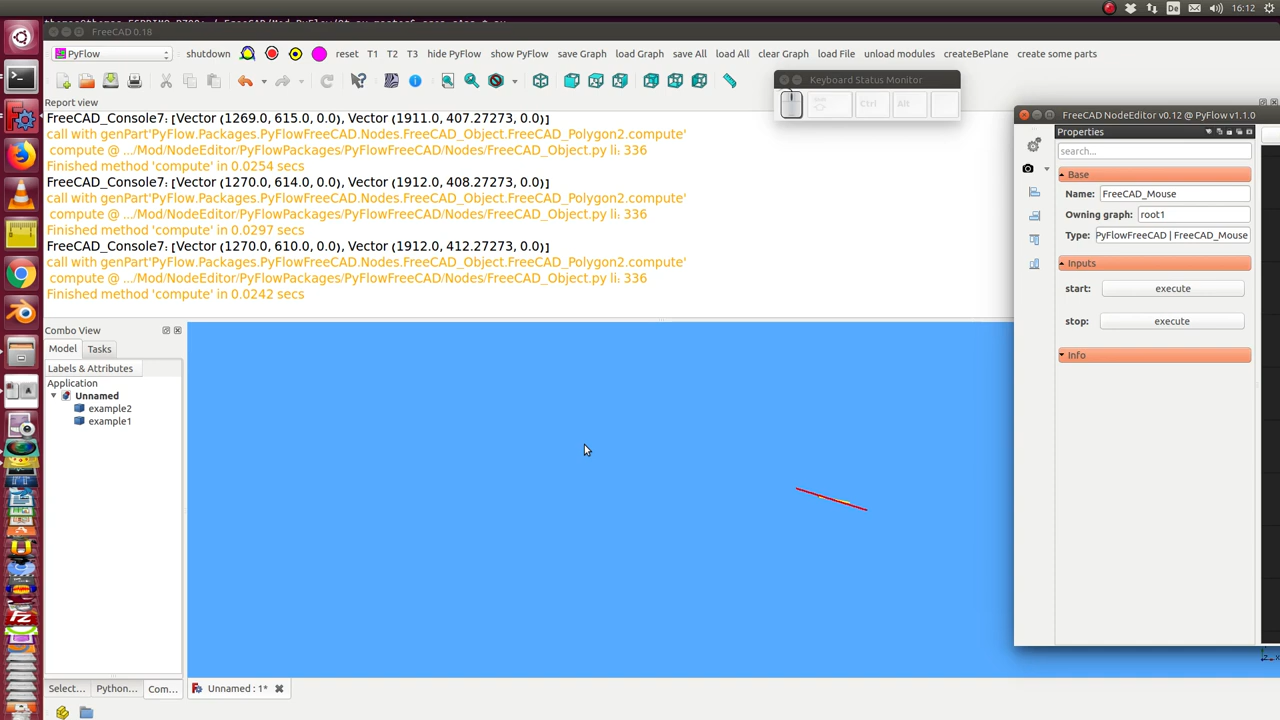 De 16:12
FreeCAD 0.18
PyFlow shutdown reset T1 T2 T3 hide PyFlow show PyFlow save Graph load Graph save All load All clear Graph load File unload modules createBePlane create some parts
Keyboard Status Monitor
Ctrl Alt
Report view
FreeCAD_Console7: [Vector (1269.0, 615.0, 0.0), Vector (1911.0, 407.27273, 0.0)]
call with genPart'PyFlow.Packages.PyFlowFreeCAD.Nodes.FreeCAD_Object.FreeCAD_Polygon2.compute'
compute @ .../Mod/NodeEditor/PyFlowPackages/PyFlowFreeCAD/Nodes/FreeCAD_Object.py li: 336
Finished method 'compute' in 0.0254 secs
FreeCAD_Console7: [Vector (1270.0, 614.0, 0.0), Vector (1912.0, 408.27273, 0.0)]
call with genPart'PyFlow.Packages.PyFlowFreeCAD.Nodes.FreeCAD_Object.FreeCAD_Polygon2.compute'
compute @ .../Mod/NodeEditor/PyFlowPackages/PyFlowFreeCAD/Nodes/FreeCAD_Object.py li: 336
Finished method 'compute' in 0.0297 secs
FreeCAD_Console7: [Vector (1270.0, 610.0, 0.0), Vector (1912.0, 412.27273, 0.0)]
call with genPart'PyFlow.Packages.PyFlowFreeCAD.Nodes.FreeCAD_Object.FreeCAD_Polygon2.compute'
compute @ .../Mod/NodeEditor/PyFlowPackages/PyFlowFreeCAD/Nodes/FreeCAD_Object.py li: 336
Finished method 'compute' in 0.0242 secs
Combo View
Model Tasks
Labels & Attributes
Application
Unnamed
example2
example1
Select... Python... Com...
Unnamed : 1*
FreeCAD NodeEditor v0.12 @ PyFlow v1.1.0
Properties
search...
Base
Name: FreeCAD_Mouse
Owning graph: root1
Type: PyFlowFreeCAD | FreeCAD_Mouse
Inputs
start: execute
stop: execute
Info